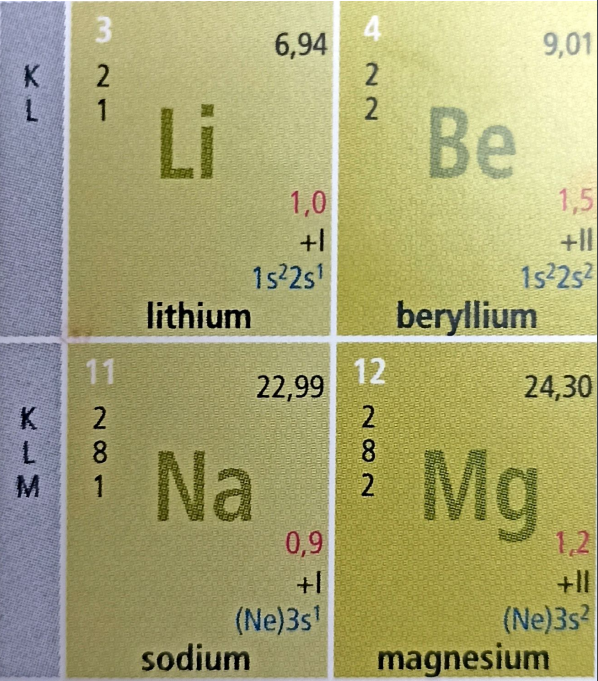 3
6,94
K 2
L 1
Li
1,0
+I
1s²2s¹
lithium
4
9,01
2
2
Be
1,5
+II
1s²2s²
beryllium
11
22,99
K 2
L 8
M 1
Na
0,9
+I
(Ne)3s¹
sodium
12
24,30
2
8
2
Mg
1,2
+II
(Ne)3s²
magnesium